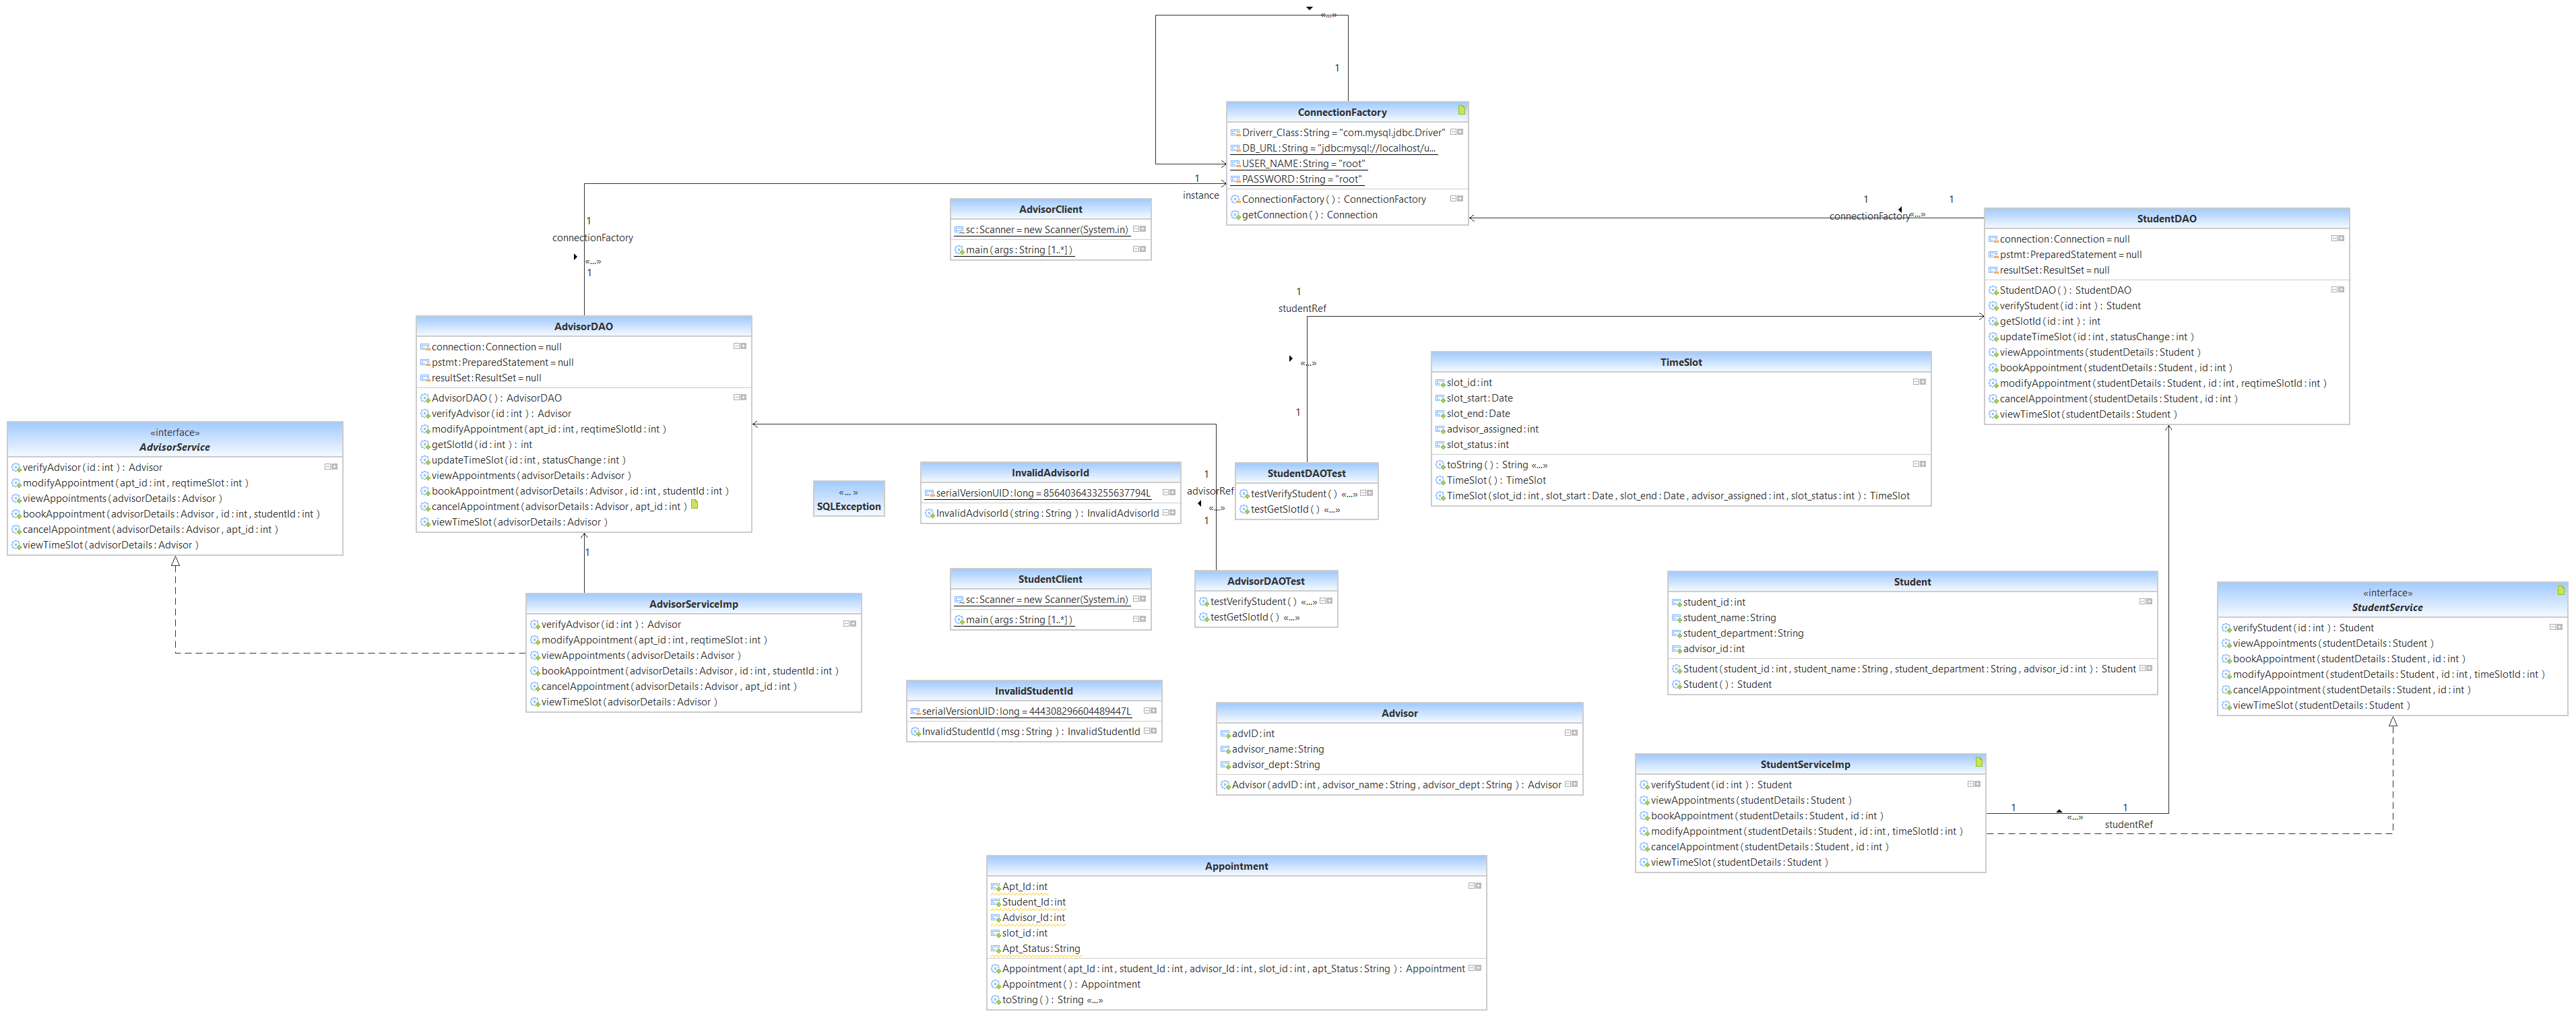 «...»
1
ConnectionFactory
Driverr_Class:String = "com.mysql.jdbc.Driver"
DB_URL:String = "jdbc:mysql://localhost/u...
USER_NAME:String = "root"
PASSWORD:String = "root"
ConnectionFactory( ): ConnectionFactory
getConnection( ): Connection
1
instance
1
connectionFactory
«...»
1
AdvisorClient
sc:Scanner = new Scanner(System.in)
main(args:String [1..*])
1
1
connectionFactory
«...»
StudentDAO
connection:Connection = null
pstmt:PreparedStatement = null
resultSet:ResultSet = null
StudentDAO( ): StudentDAO
verifyStudent(id:int): Student
getSlotId(id:int): int
updateTimeSlot(id:int, statusChange:int)
viewAppointments(studentDetails:Student)
bookAppointment(studentDetails:Student, id:int)
modifyAppointment(studentDetails:Student, id:int, reqtimeSlotId:int)
cancelAppointment(studentDetails:Student, id:int)
viewTimeSlot(studentDetails:Student)
1
studentRef
«...»
1
AdvisorDAO
connection:Connection = null
pstmt:PreparedStatement = null
resultSet:ResultSet = null
AdvisorDAO( ): AdvisorDAO
verifyAdvisor(id:int): Advisor
modifyAppointment(apt_id:int, reqtimeSlotId:int)
getSlotId(id:int): int
updateTimeSlot(id:int, statusChange:int)
viewAppointments(advisorDetails:Advisor)
bookAppointment(advisorDetails:Advisor, id:int, studentId:int)
cancelAppointment(advisorDetails:Advisor, apt_id:int)
viewTimeSlot(advisorDetails:Advisor)
1
TimeSlot
slot_id:int
slot_start:Date
slot_end:Date
advisor_assigned:int
slot_status:int
toString( ): String «...»
TimeSlot( ): TimeSlot
TimeSlot(slot_id:int, slot_start:Date, slot_end:Date, advisor_assigned:int, slot_status:int): TimeSlot
«interface»
AdvisorService
verifyAdvisor(id:int): Advisor
modifyAppointment(apt_id:int, reqtimeSlot:int)
viewAppointments(advisorDetails:Advisor)
bookAppointment(advisorDetails:Advisor, id:int, studentId:int)
cancelAppointment(advisorDetails:Advisor, apt_id:int)
viewTimeSlot(advisorDetails:Advisor)
«... »
SQLException
InvalidAdvisorId
serialVersionUID:long = 8564036433255637794L
InvalidAdvisorId(string:String): InvalidAdvisorId
1
advisorRef
«...»
1
StudentDAOTest
testVerifyStudent( ) «...»
testGetSlotId( ) «...»
StudentClient
sc:Scanner = new Scanner(System.in)
main(args:String [1..*])
AdvisorDAOTest
testVerifyStudent( ) «...»
testGetSlotId( ) «...»
AdvisorServiceImp
verifyAdvisor(id:int): Advisor
modifyAppointment(apt_id:int, reqtimeSlot:int)
viewAppointments(advisorDetails:Advisor)
bookAppointment(advisorDetails:Advisor, id:int, studentId:int)
cancelAppointment(advisorDetails:Advisor, apt_id:int)
viewTimeSlot(advisorDetails:Advisor)
Student
student_id:int
student_name:String
student_department:String
advisor_id:int
Student(student_id:int, student_name:String, student_department:String, advisor_id:int): Student
Student( ): Student
«interface»
StudentService
verifyStudent(id:int): Student
viewAppointments(studentDetails:Student)
bookAppointment(studentDetails:Student, id:int)
modifyAppointment(studentDetails:Student, id:int, timeSlotId:int)
cancelAppointment(studentDetails:Student, id:int)
viewTimeSlot(studentDetails:Student)
InvalidStudentId
serialVersionUID:long = 444308296604489447L
InvalidStudentId(msg:String): InvalidStudentId
Advisor
advID:int
advisor_name:String
advisor_dept:String
Advisor(advID:int, advisor_name:String, advisor_dept:String): Advisor
StudentServiceImp
verifyStudent(id:int): Student
viewAppointments(studentDetails:Student)
bookAppointment(studentDetails:Student, id:int)
modifyAppointment(studentDetails:Student, id:int, timeSlotId:int)
cancelAppointment(studentDetails:Student, id:int)
viewTimeSlot(studentDetails:Student)
1
«...»
1
studentRef
Appointment
Apt_Id:int
Student_Id:int
Advisor_Id:int
slot_id:int
Apt_Status:String
Appointment(apt_Id:int, student_Id:int, advisor_Id:int, slot_id:int, apt_Status:String): Appointment
Appointment( ): Appointment
toString( ): String «...»